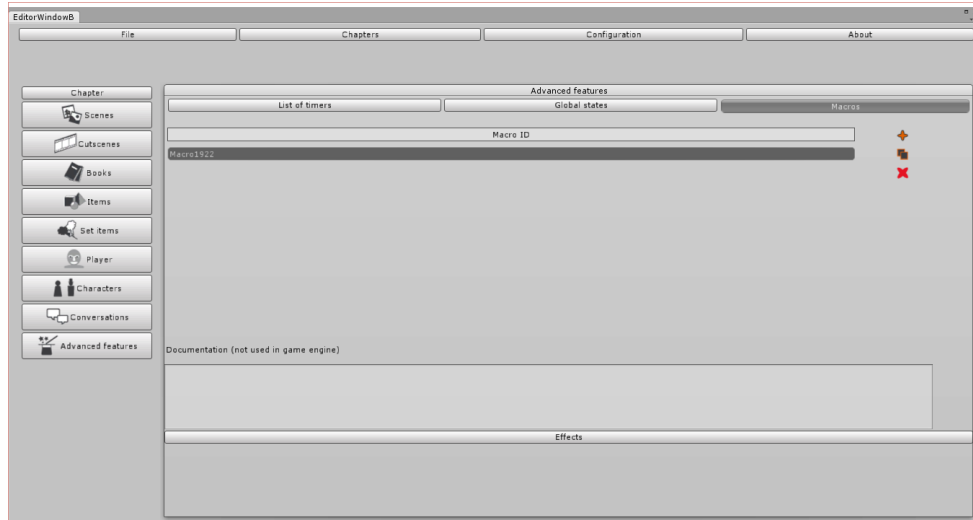 EditorWindowB
File Chapters Configuration About
Chapter
Scenes
Cutscenes
Books
Items
Set items
Player
Characters
Conversations
Advanced features
Advanced features
List of timers Global states Macros
Macro ID
Macro1922
Documentation (not used in game engine)
Effects